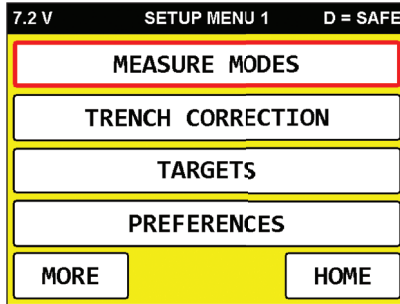 7.2 V SETUP MENU 1 D = SAFE
MEASURE MODES
TRENCH CORRECTION
TARGETS
PREFERENCES
MORE HOME